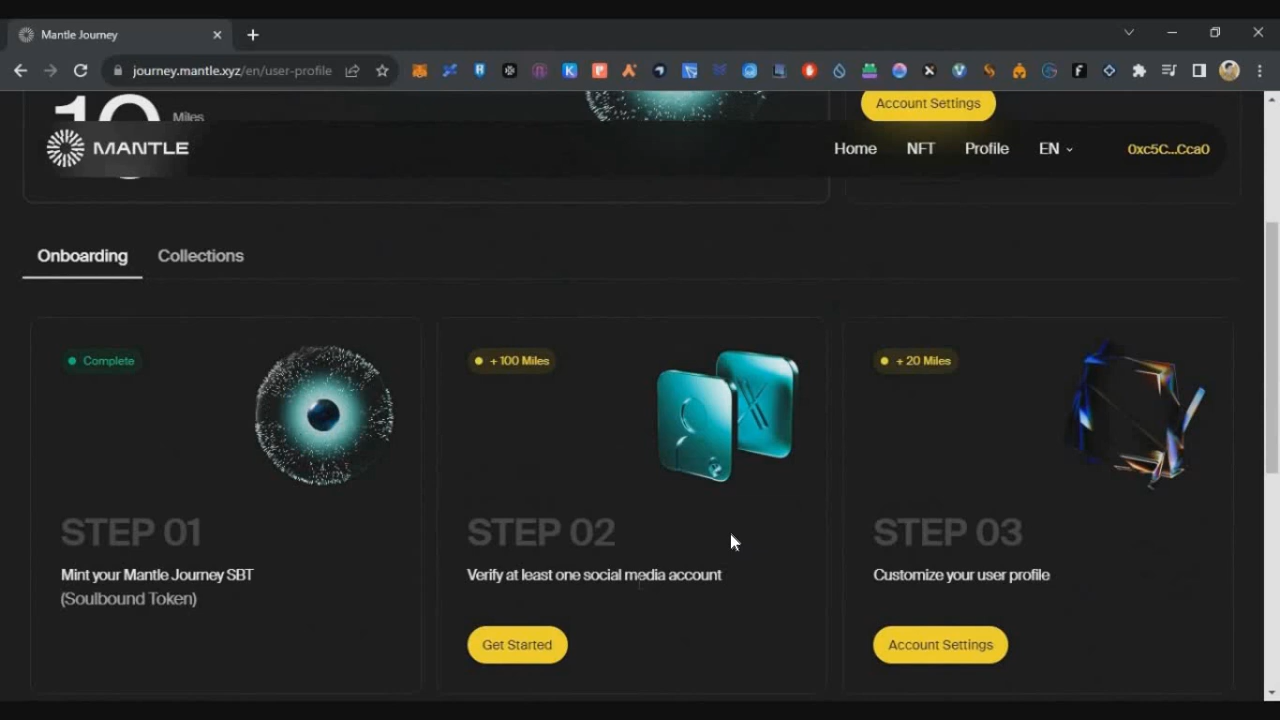 Mantle Journey
journey.mantle.xyz/en/user-profile
Miles
Account Settings
MANTLE
Home
NFT
Profile
EN
0xc5C...Cca0
Onboarding
Collections
Complete
+ 100 Miles
+ 20 Miles
STEP 01
STEP 02
STEP 03
Mint your Mantle Journey SBT
(Soulbound Token)
Verify at least one social media account
Customize your user profile
Get Started
Account Settings